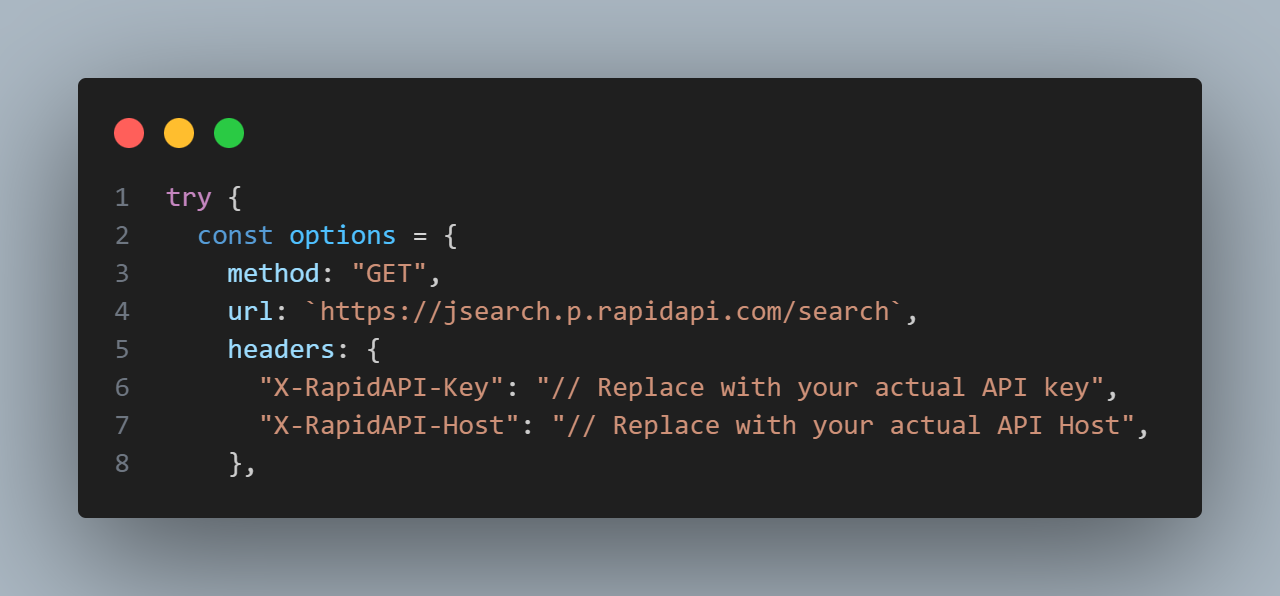 1 try {
2   const options = {
3     method: "GET",
4     url: `https://jsearch.p.rapidapi.com/search`,
5     headers: {
6       "X-RapidAPI-Key": "// Replace with your actual API key",
7       "X-RapidAPI-Host": "// Replace with your actual API Host",
8     },